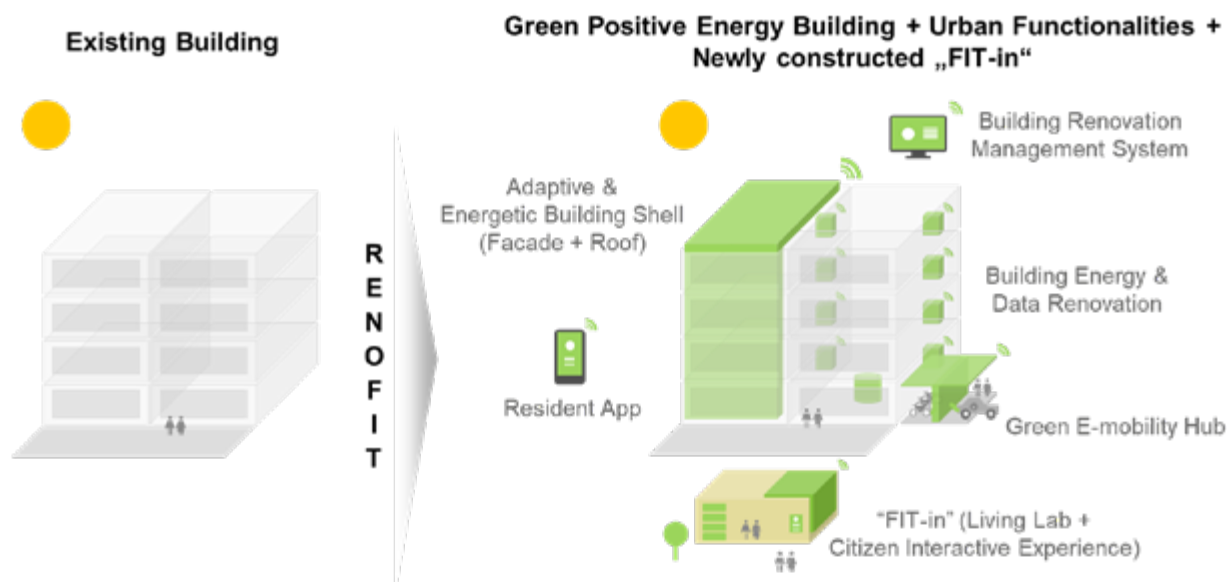 Existing Building
Green Positive Energy Building + Urban Functionalities +
Newly constructed „FIT-in“
Building Renovation
Management System
Adaptive &
Energetic Building Shell
(Facade + Roof)
R
E
N
O
F
I
T
Building Energy &
Data Renovation
Resident App
Green E-mobility Hub
“FIT-in” (Living Lab +
Citizen Interactive Experience)